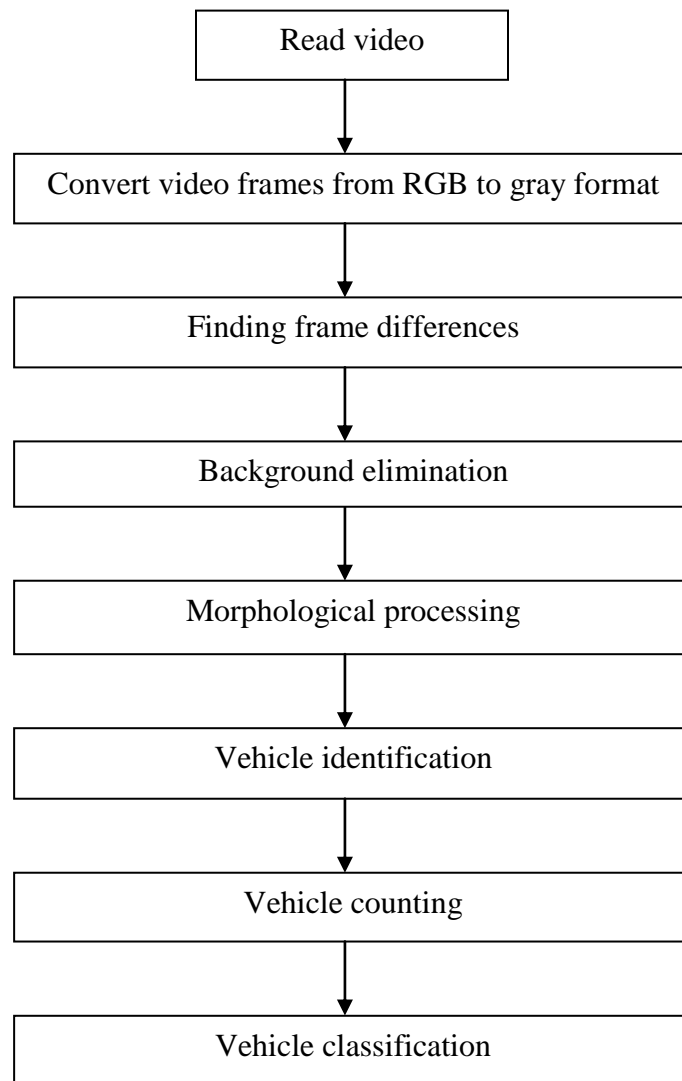 Read video
Convert video frames from RGB to gray format
Finding frame differences
Background elimination
Morphological processing
Vehicle identification
Vehicle counting
Vehicle classification